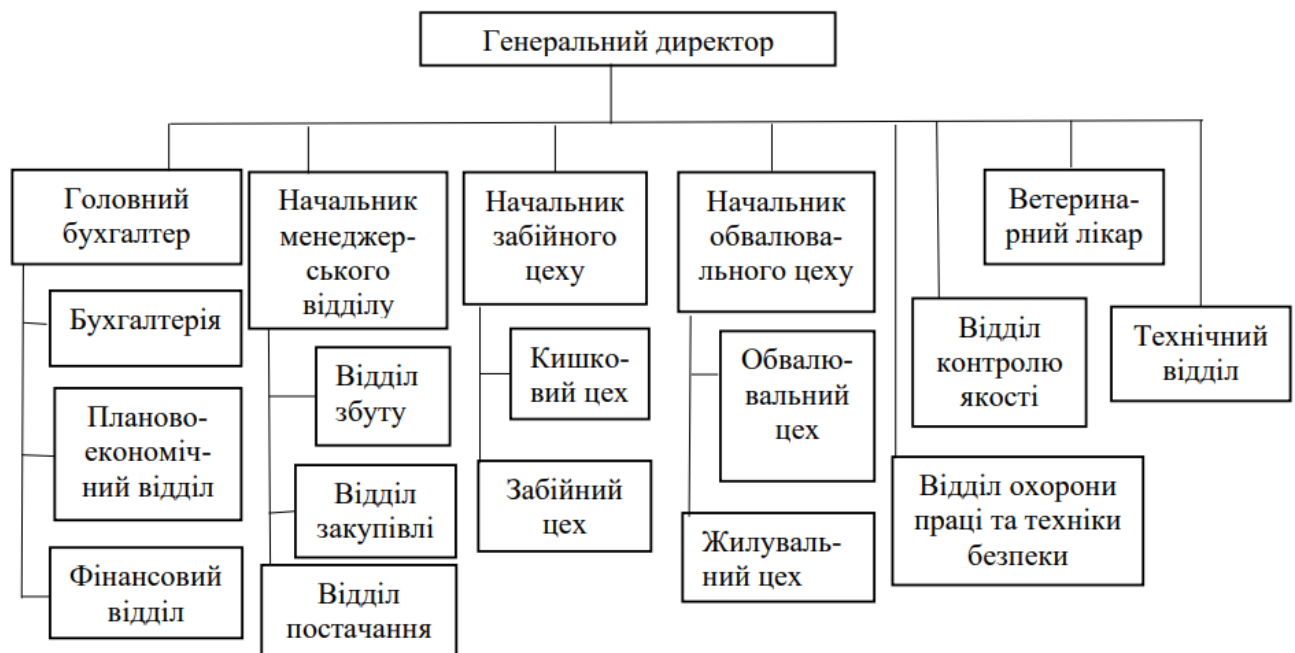 Генеральний директор
Головний
бухгалтер
Бухгалтерія
Планово-
економіч-
ний відділ
Фінансовий
відділ
Начальник
менеджер-
ського
відділу
Відділ
збуту
Відділ
закупівлі
Відділ
постачання
Начальник
забійного
цеху
Кишко-
вий цех
Забійний
цех
Начальник
обвалюва-
льного цеху
Обвалю-
вальний
цех
Жилуваль-
ний цех
Відділ охорони
праці та техніки
безпеки
Відділ
контролю
якості
Ветерина-
рний лікар
Технічний
відділ